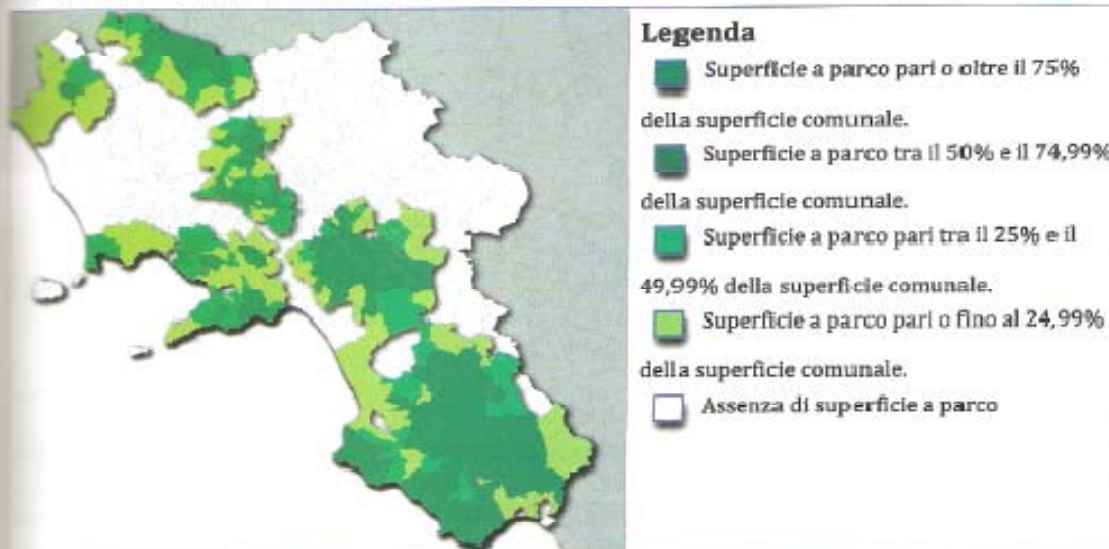 Legenda
Superficie a parco pari o oltre il 75%
della superficie comunale.
Superficie a parco tra il 50% e il 74,99%
della superficie comunale.
Superficie a parco pari tra il 25% e il
49,99% della superficie comunale.
Superficie a parco pari o fino al 24,99%
della superficie comunale.
Assenza di superficie a parco